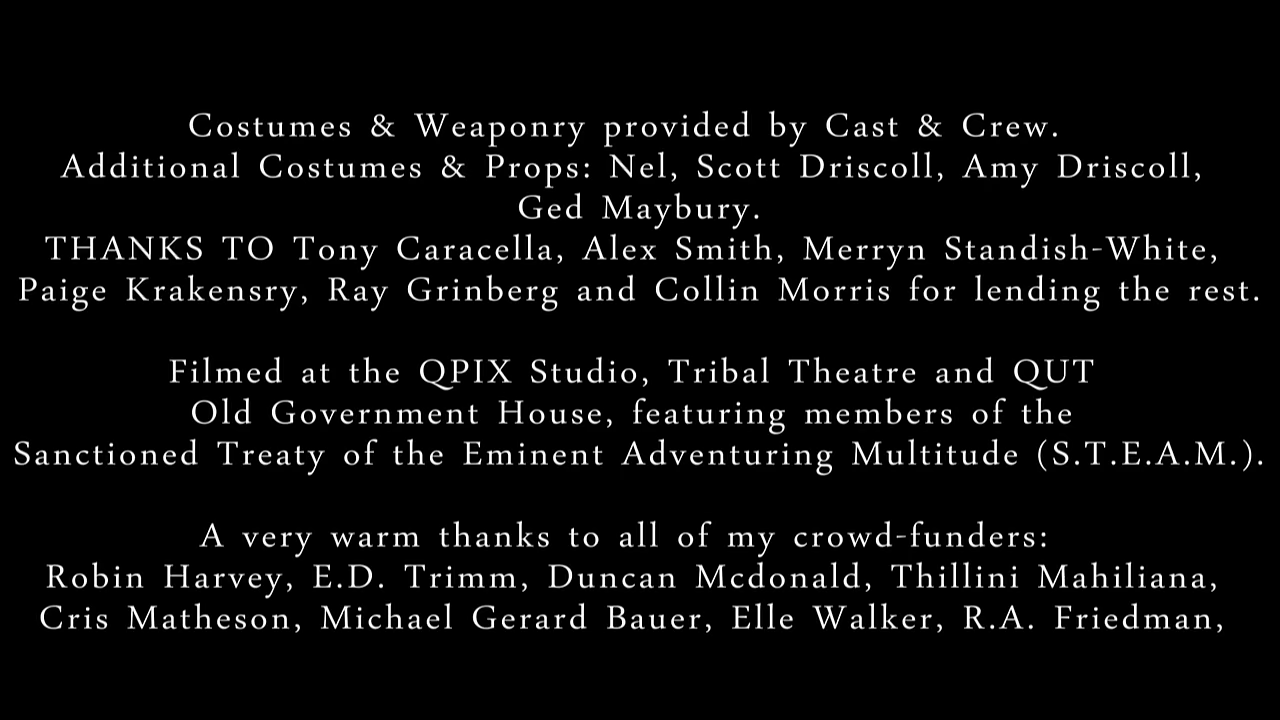 Costumes & Weaponry provided by Cast & Crew.
Additional Costumes & Props: Nel, Scott Driscoll, Amy Driscoll,
Ged Maybury.
THANKS TO Tony Caracella, Alex Smith, Merryn Standish-White,
Paige Krakensry, Ray Grinberg and Collin Morris for lending the rest.
Filmed at the QPIX Studio, Tribal Theatre and QUT
Old Government House, featuring members of the
Sanctioned Treaty of the Eminent Adventuring Multitude (S.T.E.A.M.).
A very warm thanks to all of my crowd-funders:
Robin Harvey, E.D. Trimm, Duncan Mcdonald, Thillini Mahiliana,
Cris Matheson, Michael Gerard Bauer, Elle Walker, R.A. Friedman,